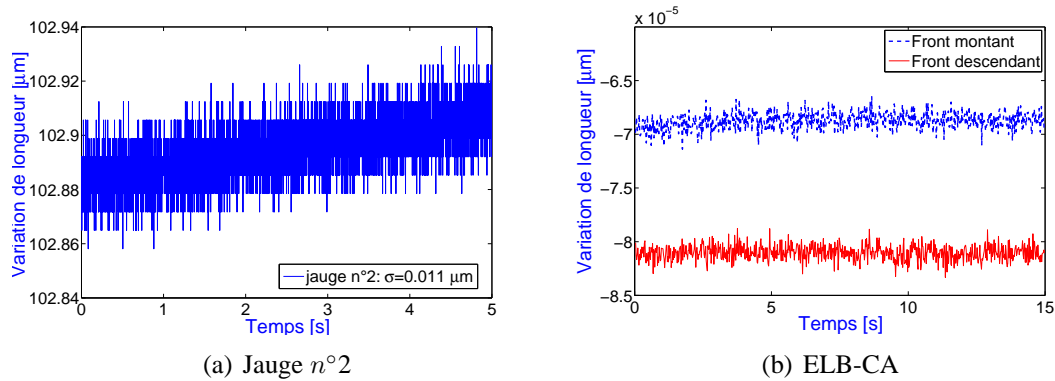 102.94
102.92
102.9
102.88
102.86
102.84
Variation de longueur [µm]
0
1
2
3
4
5
Temps [s]
jauge n°2: σ=0.011 µm
(a) Jauge n°2
x 10⁻⁵
−6.5
−7
−7.5
−8
−8.5
Variation de longueur [µm]
0
5
10
15
Temps [s]
Front montant
Front descendant
(b) ELB-CA